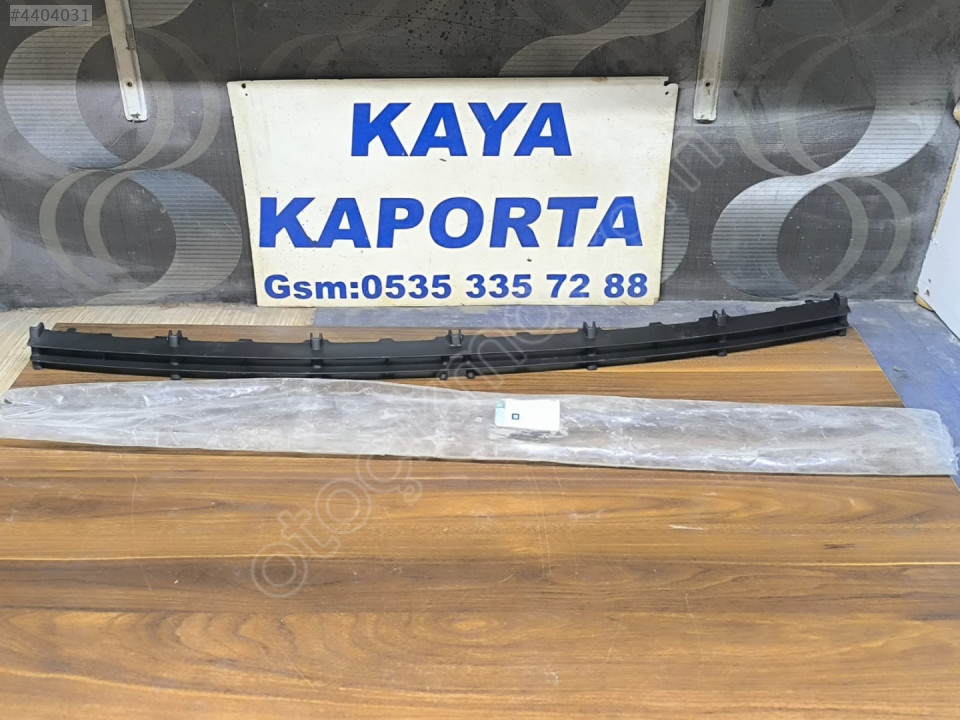 #4404031
KAYA
KAPORTA
Gsm:0535 335 72 88